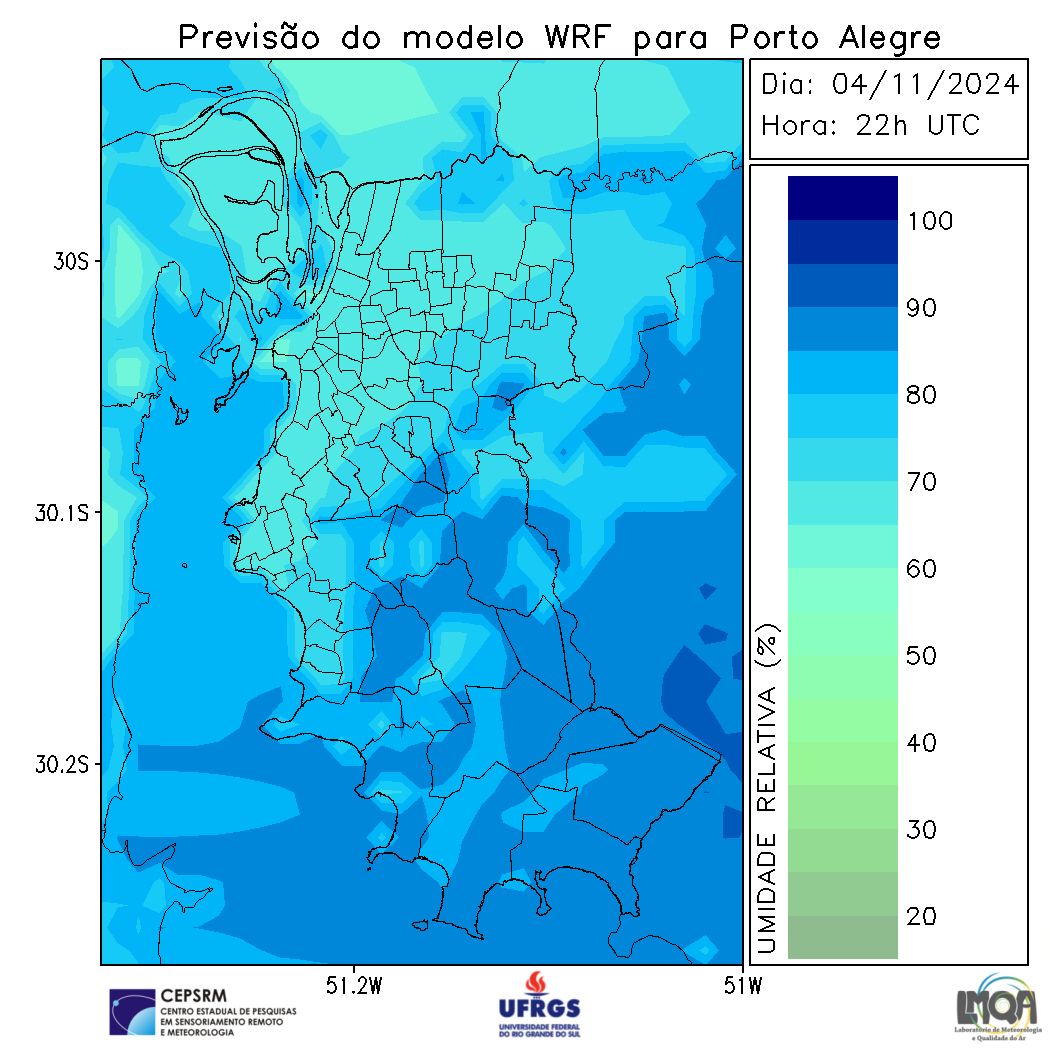 Previsão do modelo WRF para Porto Alegre
Dia: 04/11/2024
Hora: 22h UTC
30S
30.1S
30.2S
51.2W
51W
100
90
80
70
60
50
40
30
20
UMIDADE RELATIVA (%)
CEPSRM
CENTRO ESTADUAL DE PESQUISAS
EM SENSORIAMENTO REMOTO
E METEOROLOGIA
UFRGS
UNIVERSIDADE FEDERAL
DO RIO GRANDE DO SUL
LMQA
Laboratório de Meteorologia
e Qualidade do Ar